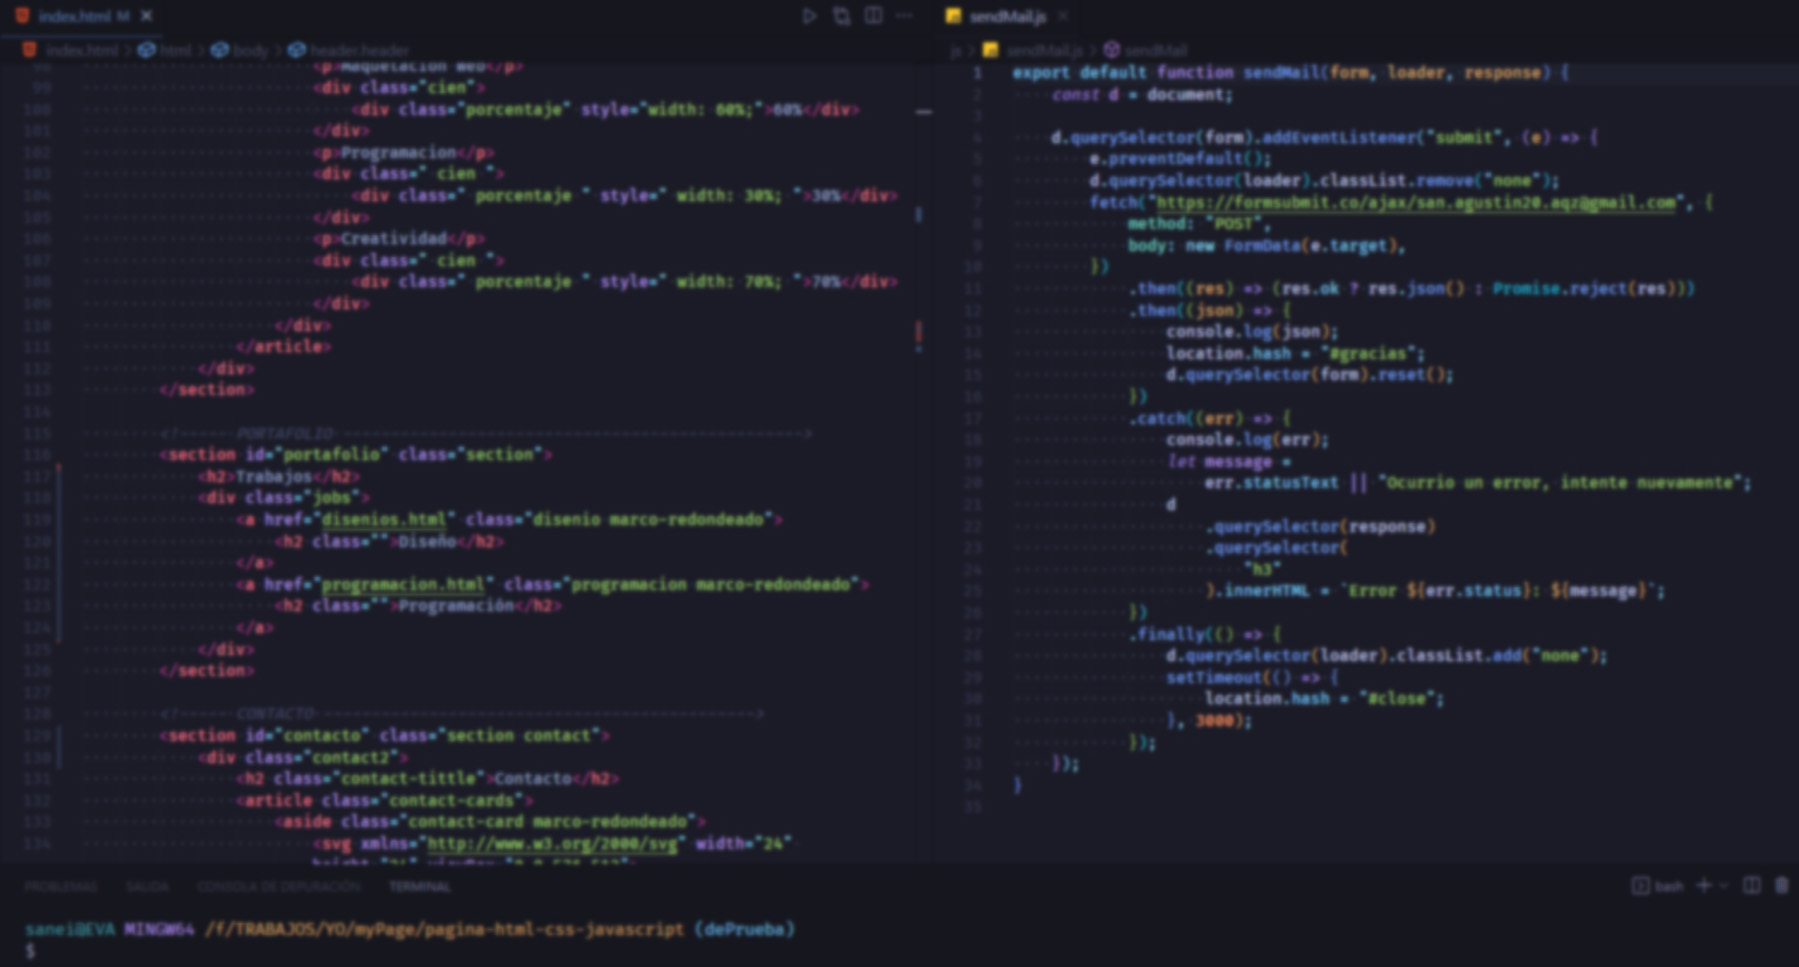 index.html M
index.html > html > body > header.header
98 <p>Maquetacion web</p>
99 <div class="cien">
100 <div class="porcentaje" style="width: 60%;">60%</div>
101 </div>
102 <p>Programacion</p>
103 <div class=" cien ">
104 <div class=" porcentaje " style=" width: 30%; ">30%</div>
105 </div>
106 <p>Creatividad</p>
107 <div class=" cien ">
108 <div class=" porcentaje " style=" width: 70%; ">70%</div>
109 </div>
110 </div>
111 </article>
112 </div>
113 </section>
114
115 <!----- PORTAFOLIO ------------------------------------------------>
116 <section id="portafolio" class="section">
117 <h2>Trabajos</h2>
118 <div class="jobs">
119 <a href="disenios.html" class="disenio marco-redondeado">
120 <h2 class="">Diseño</h2>
121 </a>
122 <a href="programacion.html" class="programacion marco-redondeado">
123 <h2 class="">Programación</h2>
124 </a>
125 </div>
126 </section>
127
128 <!----- CONTACTO --------------------------------------------->
129 <section id="contacto" class="section contact">
130 <div class="contact2">
131 <h2 class="contact-tittle">Contacto</h2>
132 <article class="contact-cards">
133 <aside class="contact-card marco-redondeado">
134 <svg xmlns="http://www.w3.org/2000/svg" width="24"
sendMail.js
js > sendMail.js > sendMail
1 export default function sendMail(form, loader, response) {
2 const d = document;
3
4 d.querySelector(form).addEventListener("submit", (e) => {
5 e.preventDefault();
6 d.querySelector(loader).classList.remove("none");
7 fetch("https://formsubmit.co/ajax/san.agustin20.aqz@gmail.com", {
8 method: "POST",
9 body: new FormData(e.target),
10 })
11 .then((res) => (res.ok ? res.json() : Promise.reject(res)))
12 .then((json) => {
13 console.log(json);
14 location.hash = "#gracias";
15 d.querySelector(form).reset();
16 })
17 .catch((err) => {
18 console.log(err);
19 let message =
20 err.statusText || "Ocurrio un error, intente nuevamente";
21 d
22 .querySelector(response)
23 .querySelector(
24 "h3"
25 ).innerHTML = `Error ${err.status}: ${message}`;
26 })
27 .finally(() => {
28 d.querySelector(loader).classList.add("none");
29 setTimeout(() => {
30 location.hash = "#close";
31 }, 3000);
32 });
33 });
34 }
35
PROBLEMAS SALIDA CONSOLA DE DEPURACIÓN TERMINAL
bash
sanei@EVA MINGW64 /f/TRABAJOS/YO/myPage/pagina-html-css-javascript (dePrueba)
$